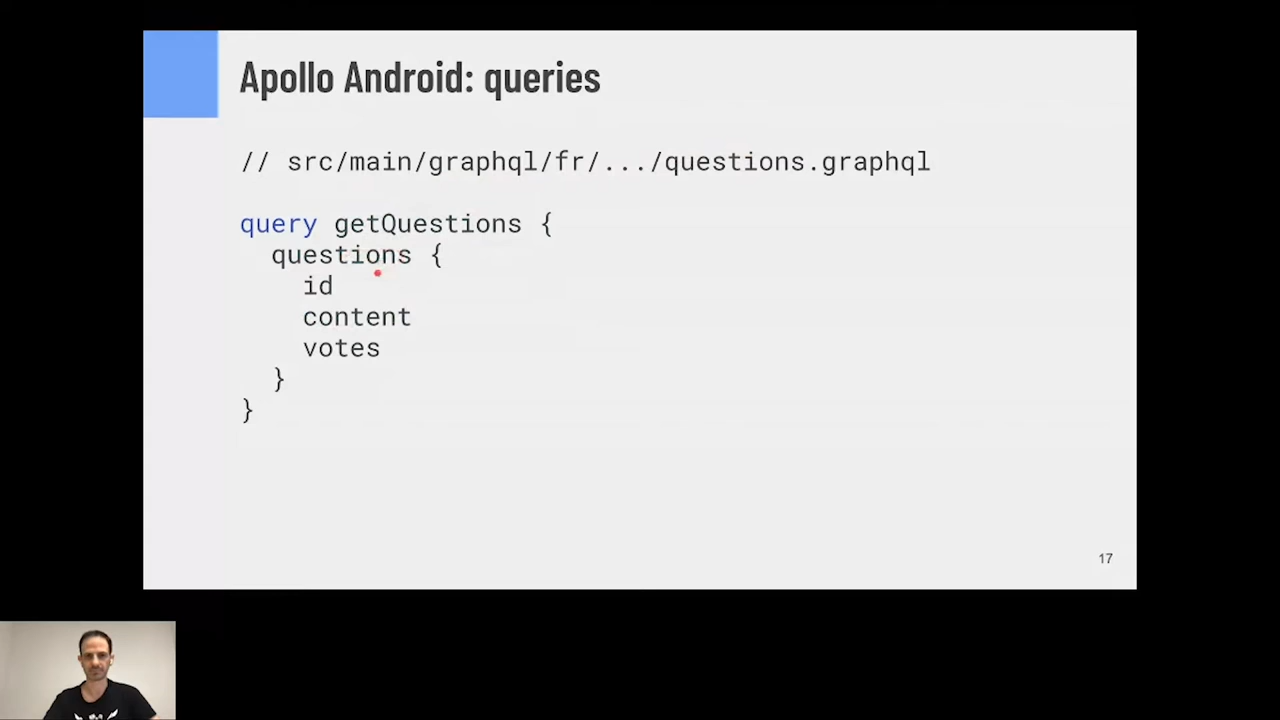 Apollo Android: queries
// src/main/graphql/fr/.../questions.graphql
query getQuestions {
questions {
id
content
votes
}
}
17